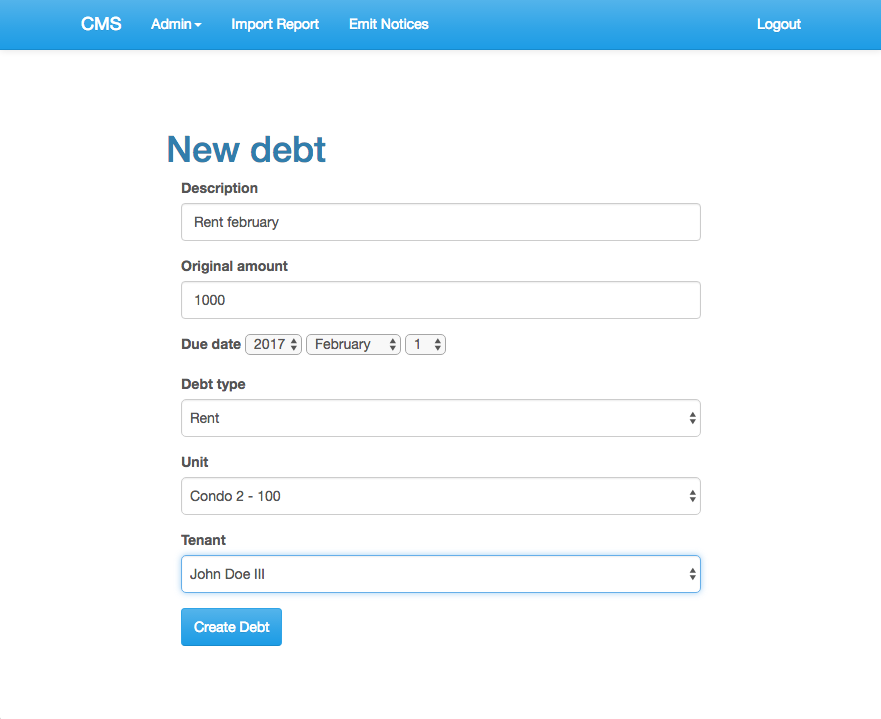 CMS Admin Import Report Emit Notices Logout
New debt
Description
Rent february
Original amount
1000
Due date 2017 February 1
Debt type
Rent
Unit
Condo 2 - 100
Tenant
John Doe III
Create Debt